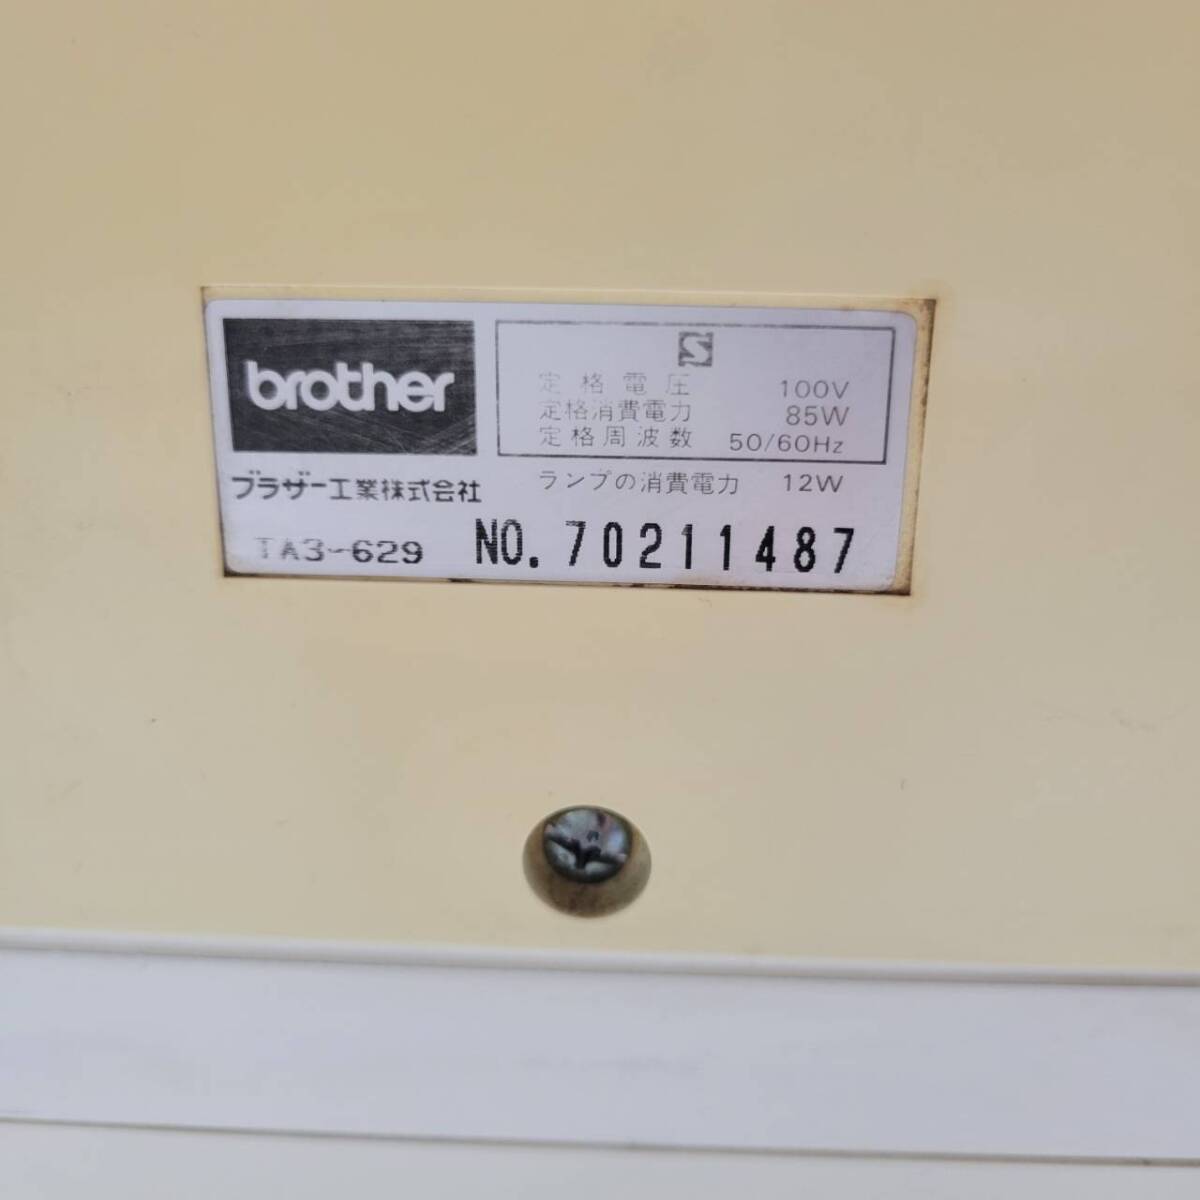 brother
ブラザー工業株式会社
TA3-629
S
定格電圧 100V
定格消費電力 85W
定格周波数 50/60Hz
ランプの消費電力 12W
NO. 70211487